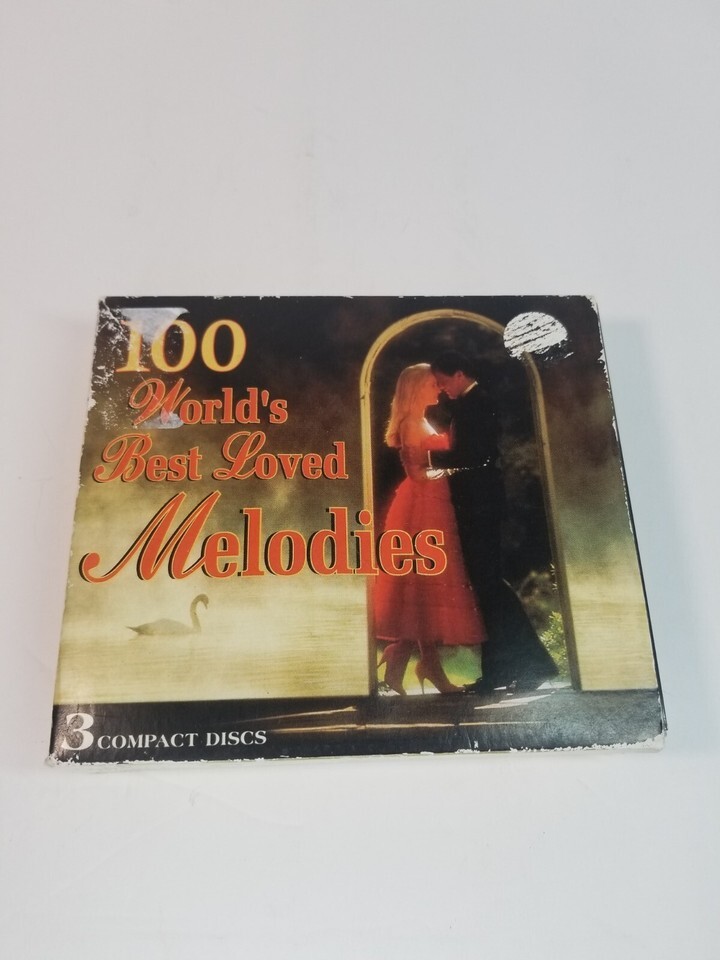 100
World's
Best Loved
Melodies
3 COMPACT DISCS